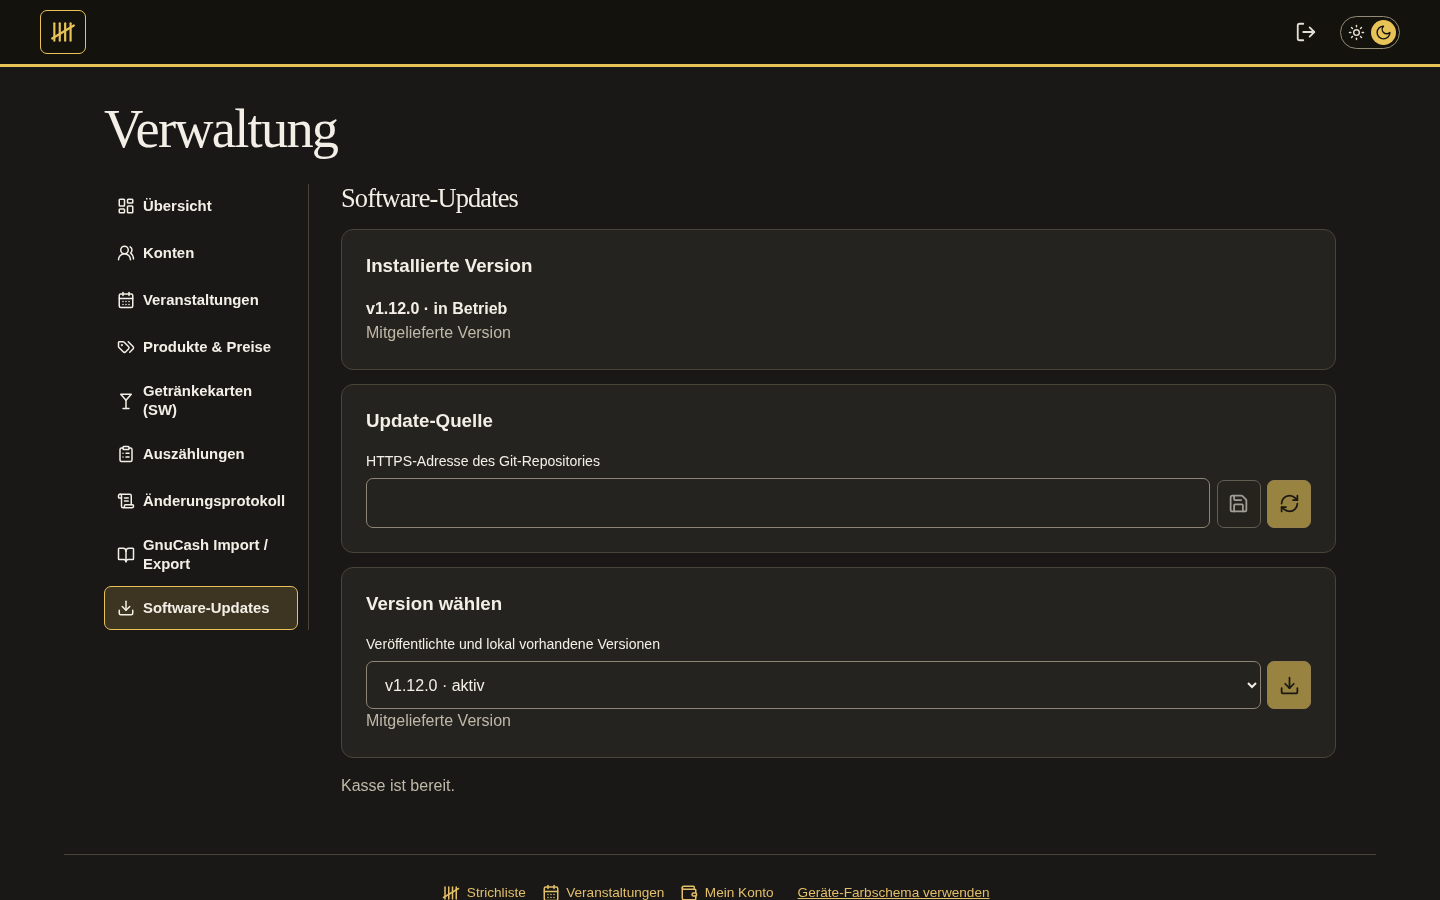 Verwaltung
Übersicht
Konten
Veranstaltungen
Produkte & Preise
Getränkekarten
(SW)
Auszählungen
Änderungsprotokoll
GnuCash Import /
Export
Software-Updates
Software-Updates
Installierte Version
v1.12.0 · in Betrieb
Mitgelieferte Version
Update-Quelle
HTTPS-Adresse des Git-Repositories
Version wählen
Veröffentlichte und lokal vorhandene Versionen
v1.12.0 · aktiv
Mitgelieferte Version
Kasse ist bereit.
Strichliste Veranstaltungen Mein Konto Geräte-Farbschema verwenden